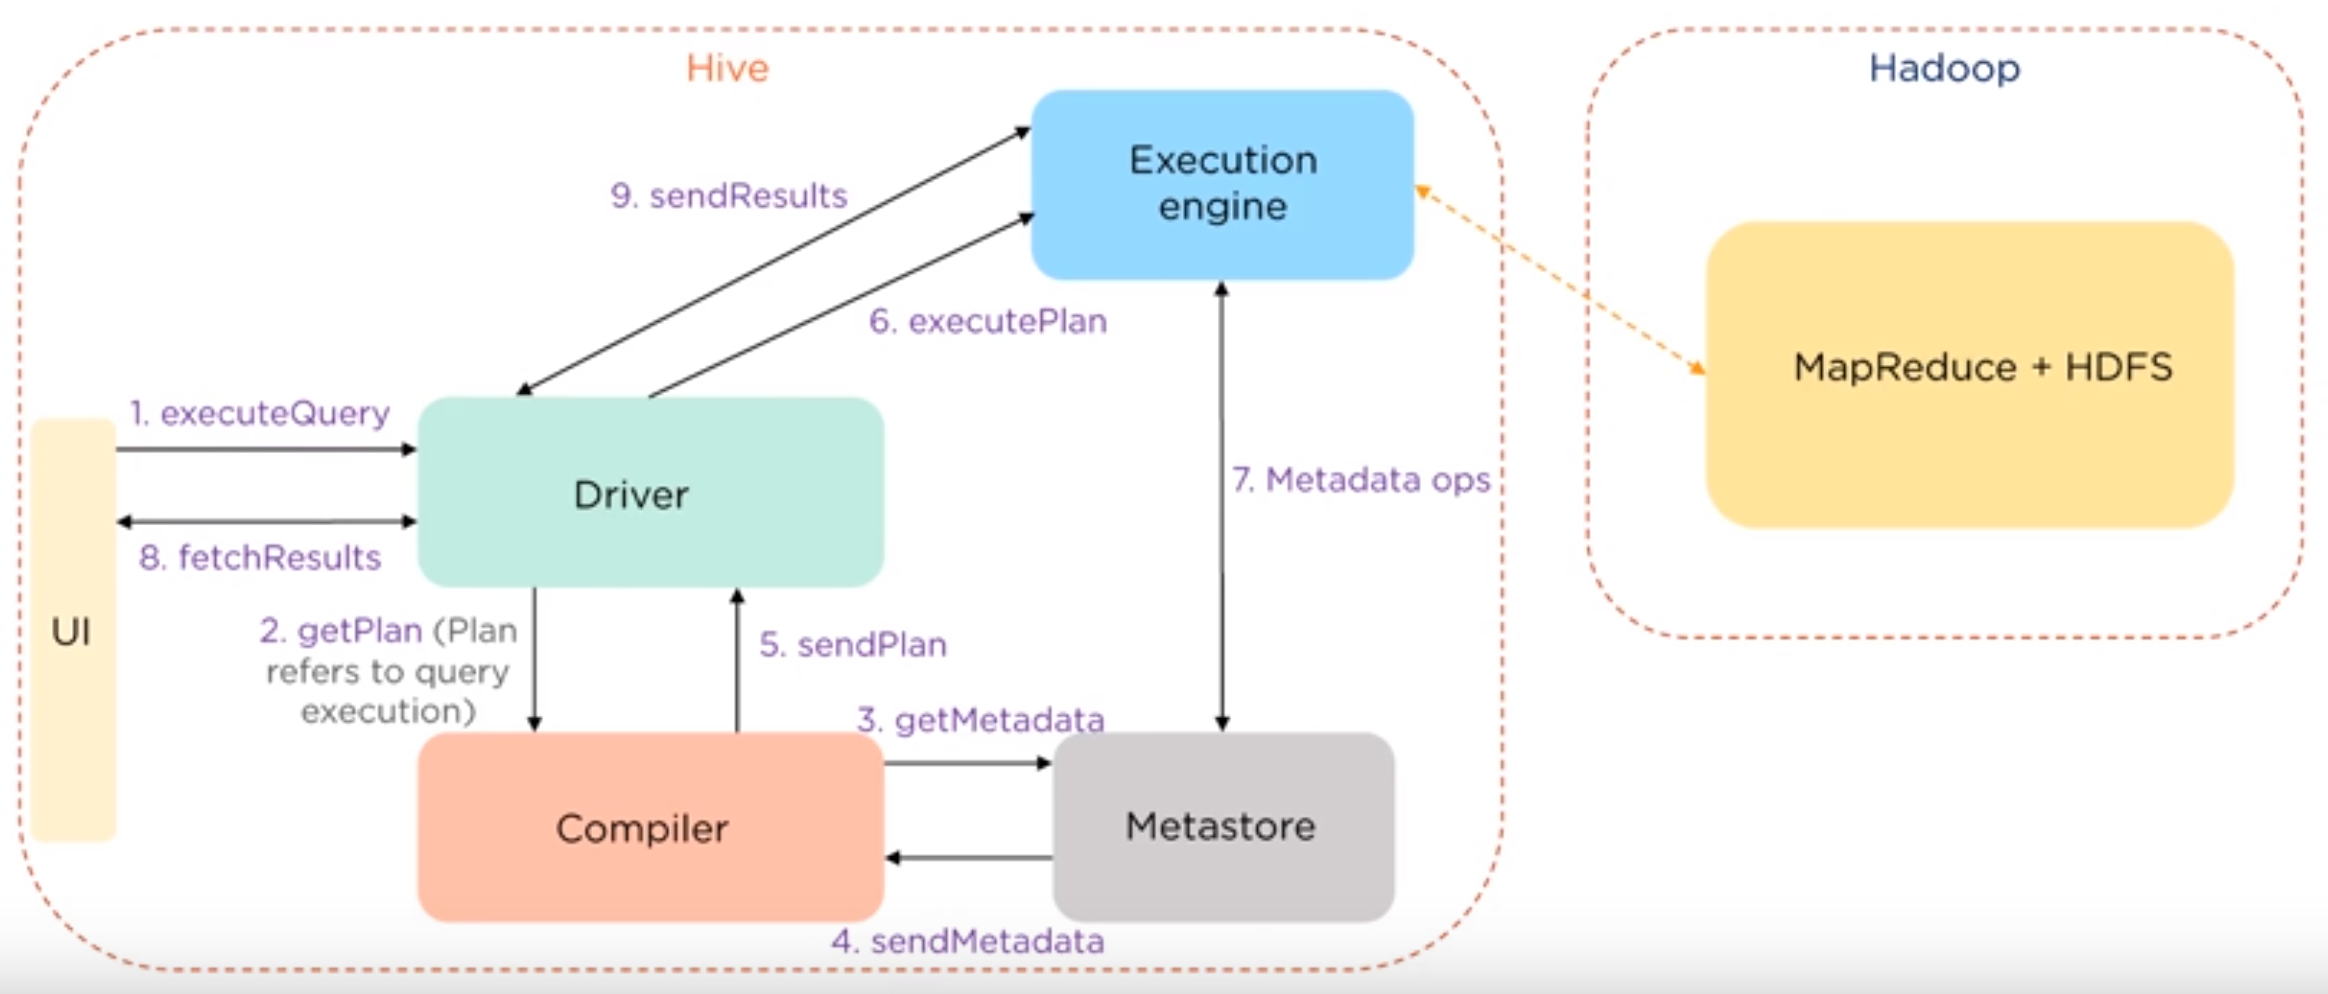 Hive
Hadoop
Execution
engine
9. sendResults
6. executePlan
MapReduce + HDFS
1. executeQuery
Driver
7. Metadata ops
8. fetchResults
UI
2. getPlan (Plan
refers to query
execution)
5. sendPlan
3. getMetadata
Compiler
Metastore
4. sendMetadata